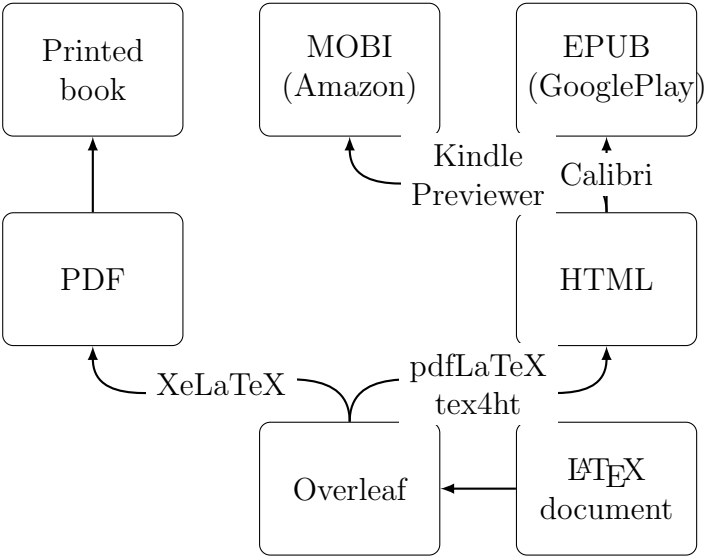 Printed
book
MOBI
(Amazon)
EPUB
(GooglePlay)
Kindle
Previewer
Calibri
PDF
HTML
XeLaTeX
pdfLaTeX
tex4ht
Overleaf
LATEX
document